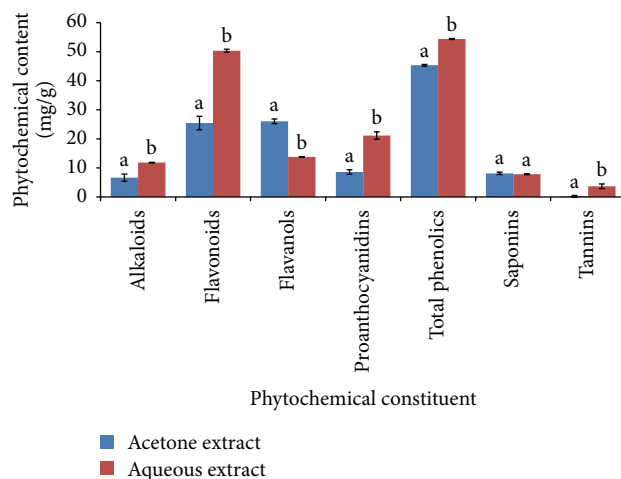 Phytochemical content
(mg/g)
60
50
40
30
20
10
0
a b a b a b a b a b a a a b
Alkaloids
Flavonoids
Flavanols
Proanthocyanidins
Total phenolics
Saponins
Tannins
Phytochemical constituent
Acetone extract
Aqueous extract